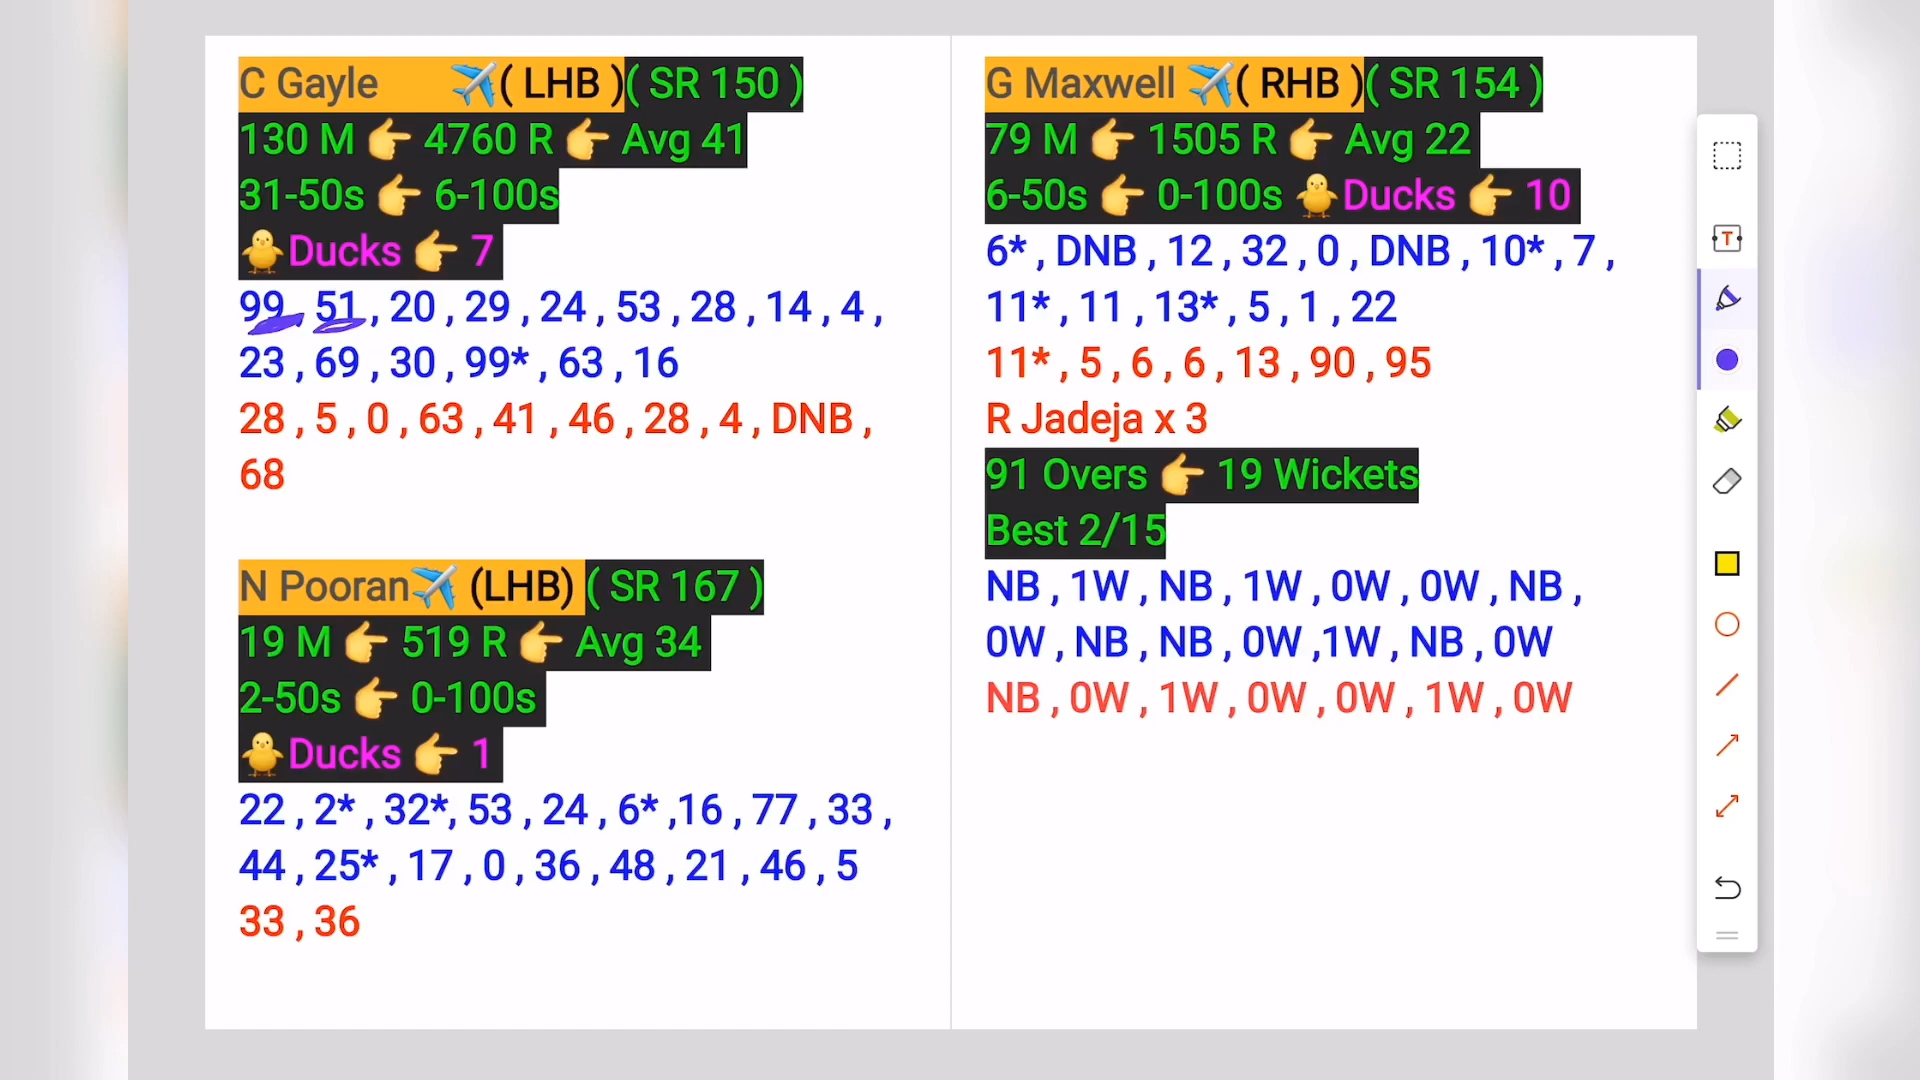 C Gayle ✈️( LHB )( SR 150 )
130 M 👉 4760 R 👉 Avg 41
31-50s 👉 6-100s
🐥Ducks 👉 7
99 , 51 , 20 , 29 , 24 , 53 , 28 , 14 , 4 ,
23 , 69 , 30 , 99* , 63 , 16
28 , 5 , 0 , 63 , 41 , 46 , 28 , 4 , DNB ,
68
N Pooran✈️ (LHB) ( SR 167 )
19 M 👉 519 R 👉 Avg 34
2-50s 👉 0-100s
🐥Ducks 👉 1
22 , 2* , 32*, 53 , 24 , 6* ,16 , 77 , 33 ,
44 , 25* , 17 , 0 , 36 , 48 , 21 , 46 , 5
33 , 36
G Maxwell ✈️( RHB )( SR 154 )
79 M 👉 1505 R 👉 Avg 22
6-50s 👉 0-100s 🐥Ducks 👉 10
6* , DNB , 12 , 32 , 0 , DNB , 10* , 7 ,
11* , 11 , 13* , 5 , 1 , 22
11* , 5 , 6 , 6 , 13 , 90 , 95
R Jadeja x 3
91 Overs 👉 19 Wickets
Best 2/15
NB , 1W , NB , 1W , 0W , 0W , NB ,
0W , NB , NB , 0W ,1W , NB , 0W
NB , 0W , 1W , 0W , 0W , 1W , 0W
T